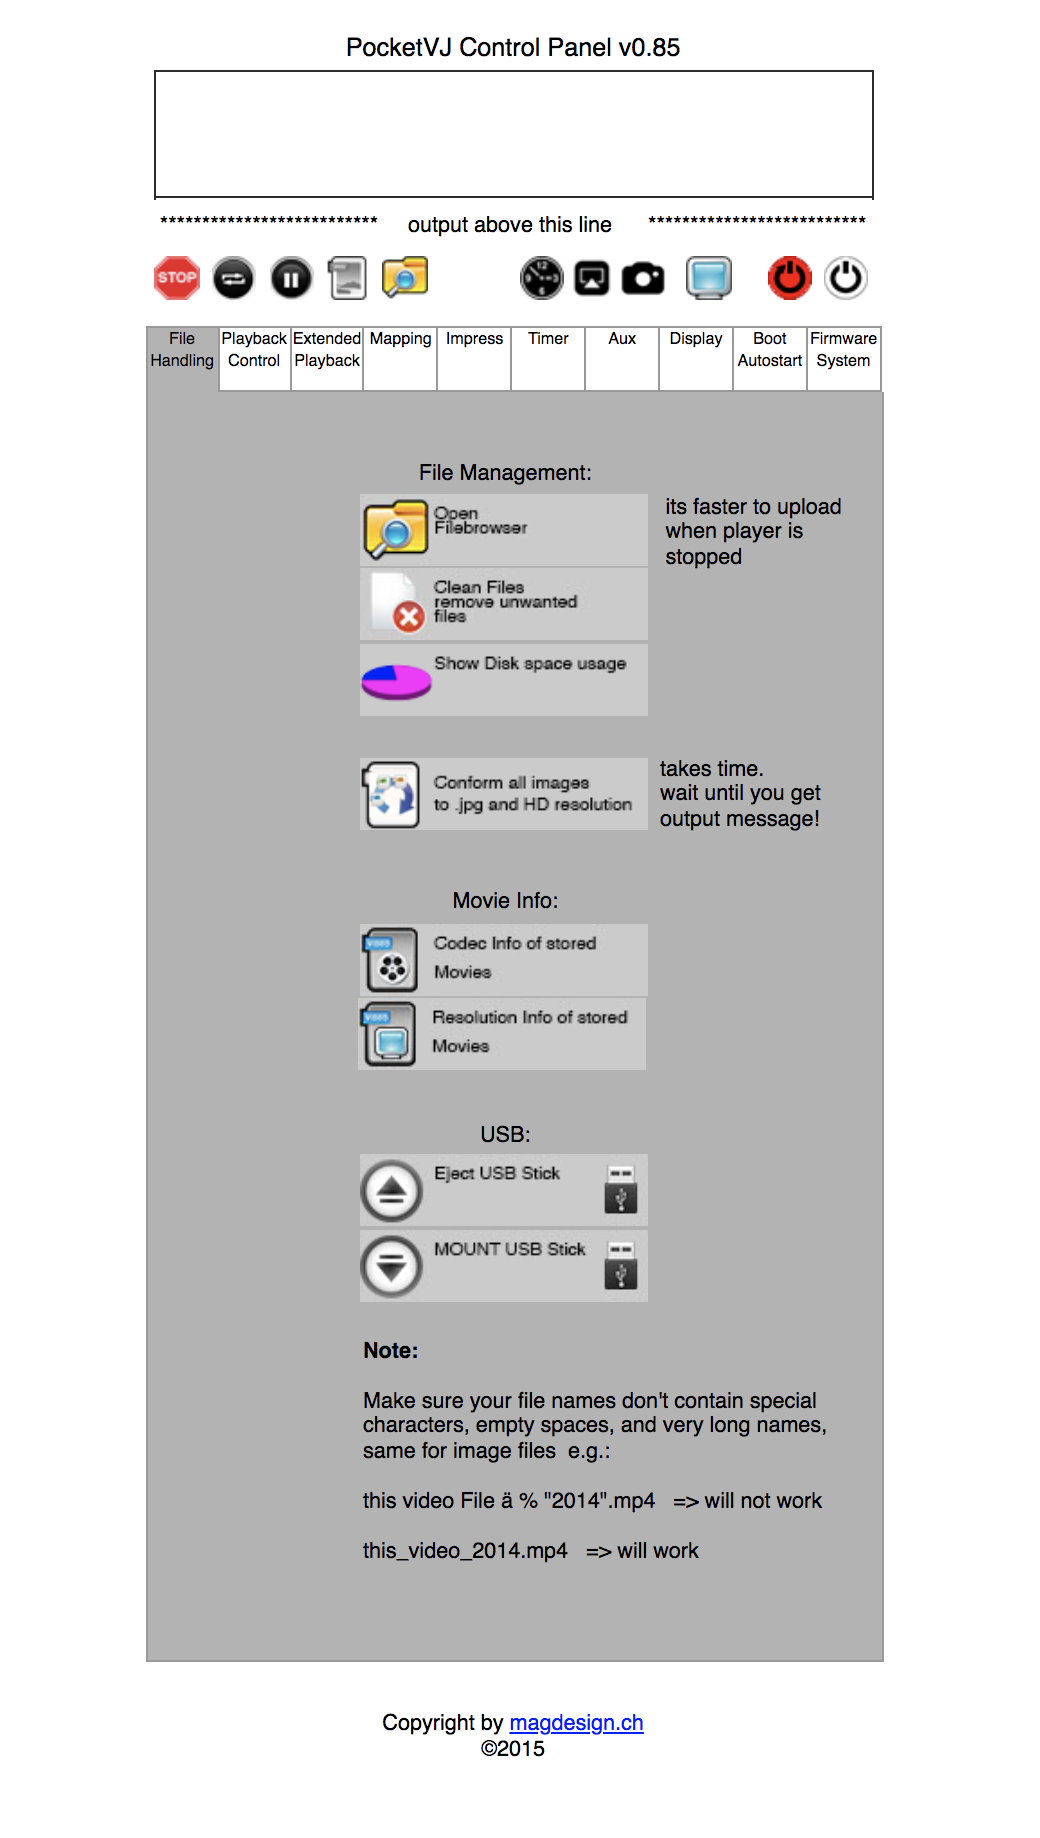 PocketVJ Control Panel v0.85
************************** output above this line **************************
STOP
File Handling
Playback Control
Extended Playback
Mapping
Impress
Timer
Aux
Display
Boot Autostart
Firmware System
File Management:
Open
Filebrowser
its faster to upload
when player is
stopped
Clean Files
remove unwanted
files
Show Disk space usage
Conform all images
to .jpg and HD resolution
takes time.
wait until you get
output message!
Movie Info:
Codec Info of stored
Movies
Resolution Info of stored
Movies
USB:
Eject USB Stick
MOUNT USB Stick
Note:
Make sure your file names don't contain special
characters, empty spaces, and very long names,
same for image files e.g.:
this video File ä % "2014".mp4 => will not work
this_video_2014.mp4 => will work
Copyright by magdesign.ch
©2015